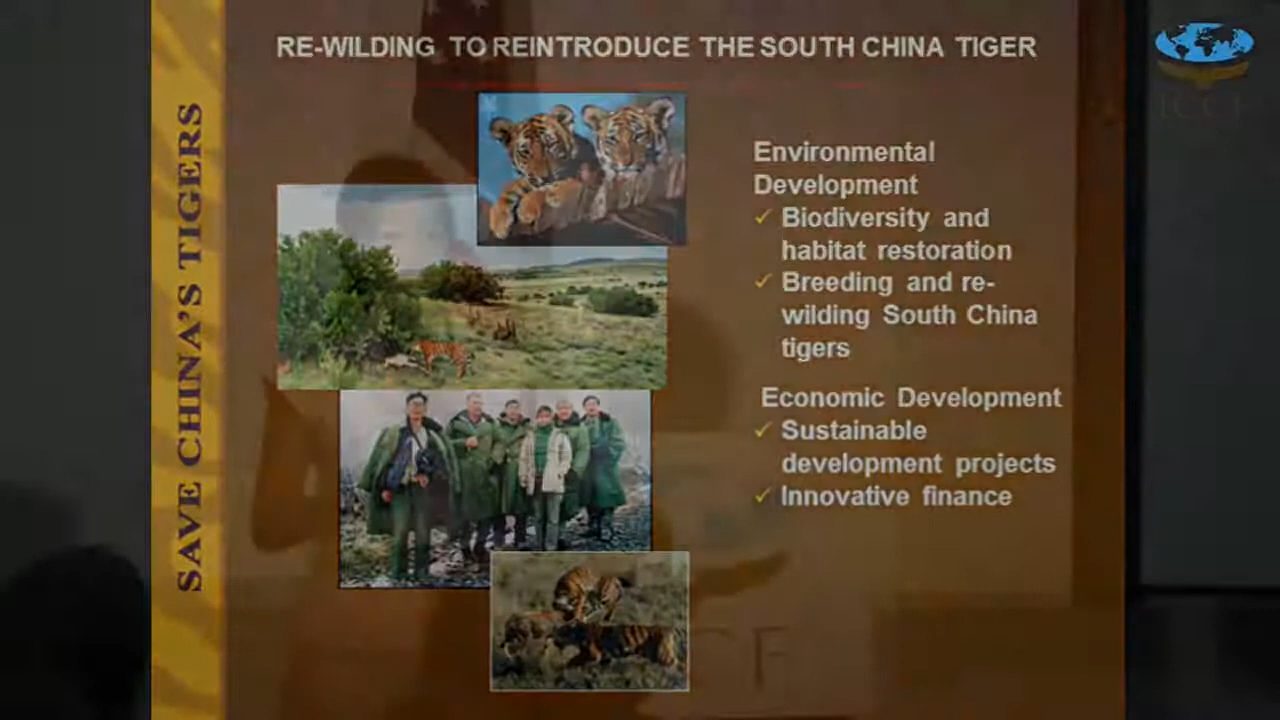 RE-WILDING TO REINTRODUCE THE SOUTH CHINA TIGER
SAVE CHINA'S TIGERS
Environmental
Development
✓ Biodiversity and
habitat restoration
✓ Breeding and re-
wilding South China
tigers
Economic Development
✓ Sustainable
development projects
✓ Innovative finance
ICCF